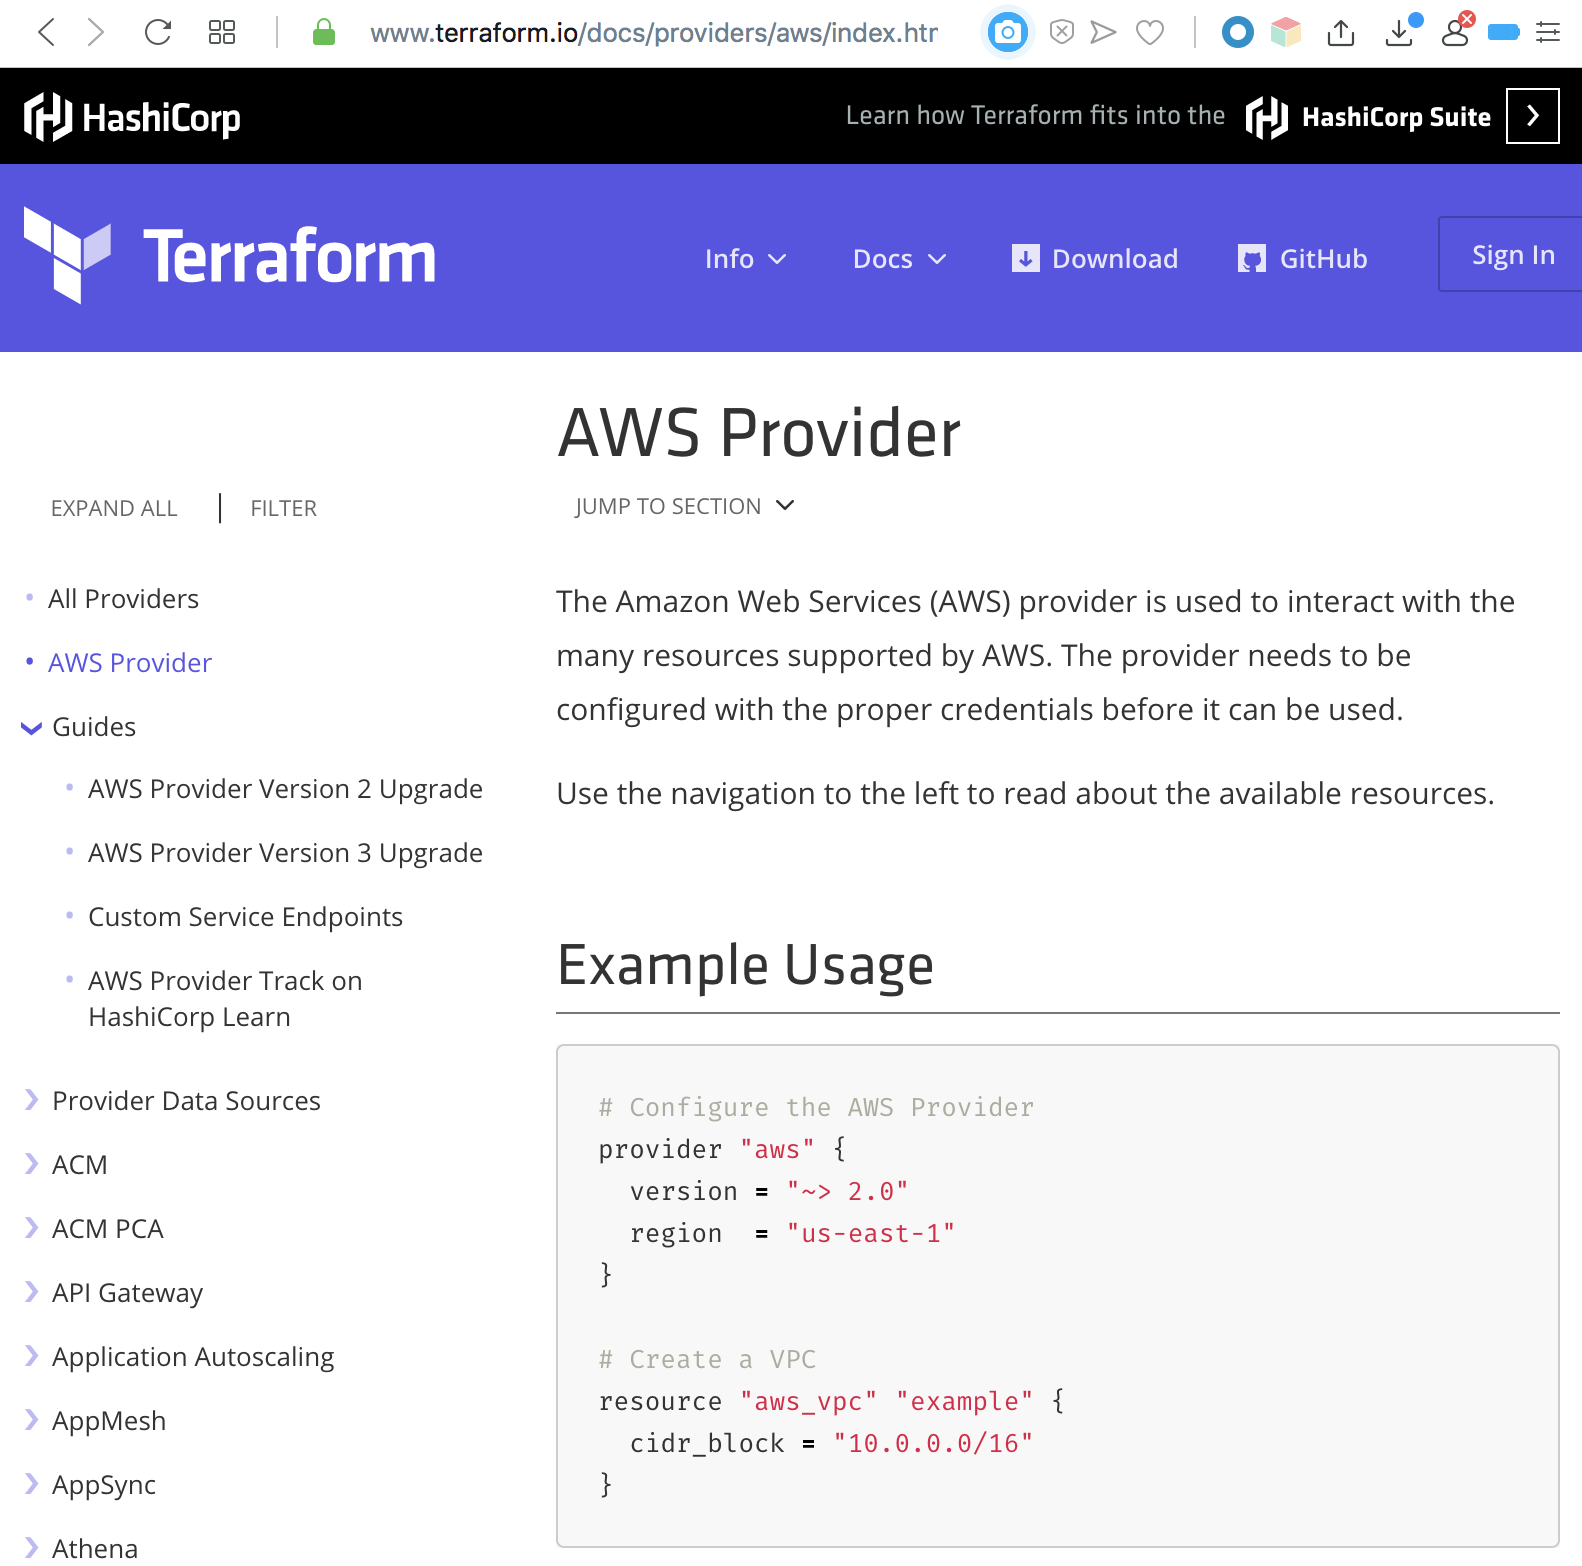 www.terraform.io/docs/providers/aws/index.htr
HashiCorp
Learn how Terraform fits into the HashiCorp Suite
Terraform
Info
Docs
Download
GitHub
Sign In
AWS Provider
JUMP TO SECTION
EXPAND ALL
FILTER
All Providers
AWS Provider
Guides
AWS Provider Version 2 Upgrade
AWS Provider Version 3 Upgrade
Custom Service Endpoints
AWS Provider Track on
HashiCorp Learn
Provider Data Sources
ACM
ACM PCA
API Gateway
Application Autoscaling
AppMesh
AppSync
Athena
The Amazon Web Services (AWS) provider is used to interact with the
many resources supported by AWS. The provider needs to be
configured with the proper credentials before it can be used.
Use the navigation to the left to read about the available resources.
Example Usage
# Configure the AWS Provider
provider "aws" {
  version = "~> 2.0"
  region  = "us-east-1"
}
# Create a VPC
resource "aws_vpc" "example" {
  cidr_block = "10.0.0.0/16"
}